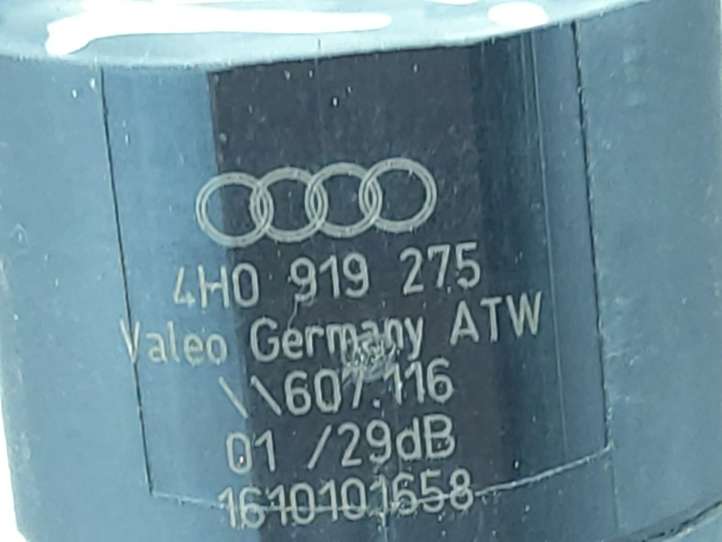 4H0 919 275
Valeo Germany ATW
\\607.116
01 /29dB
1610101658